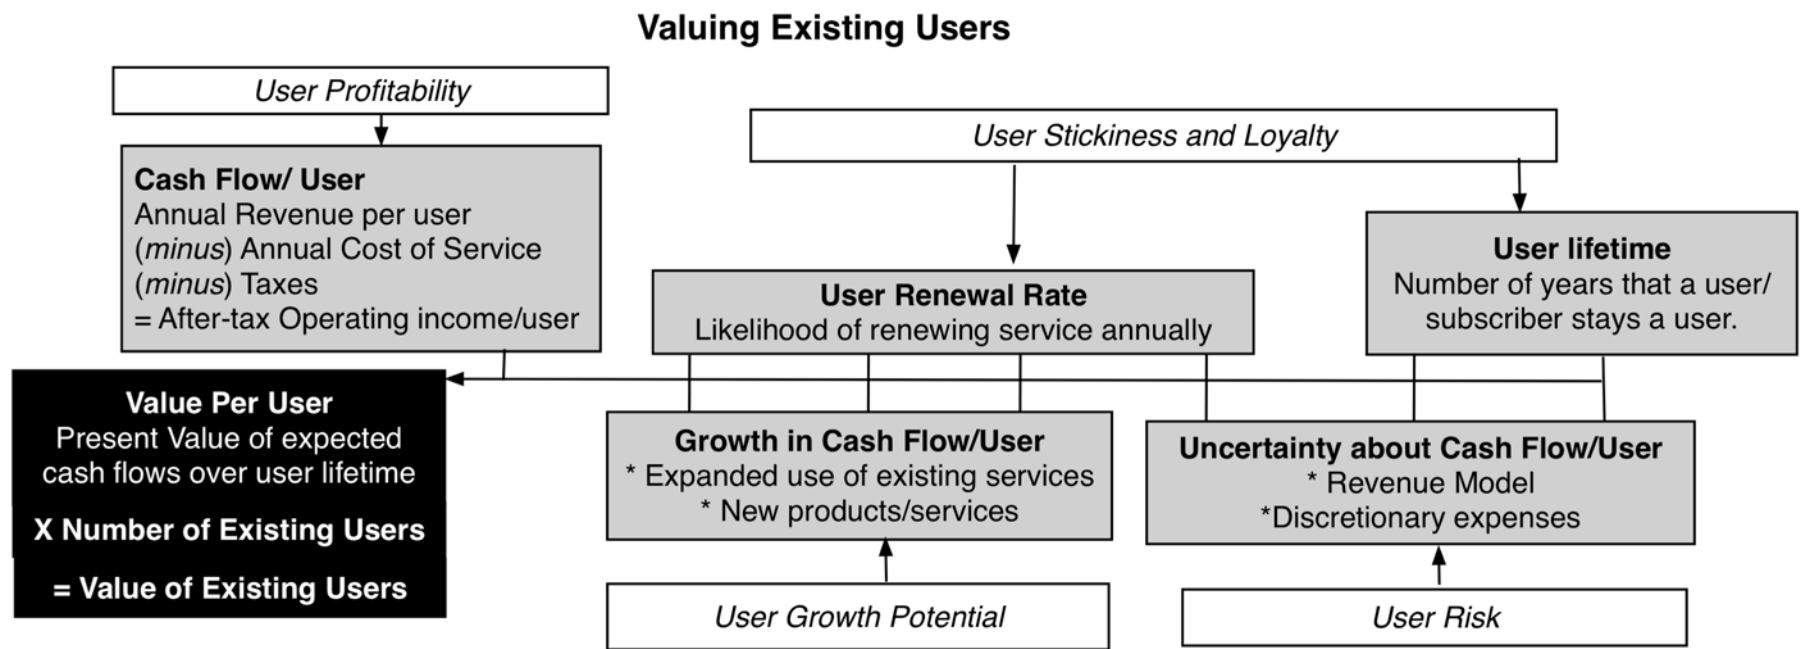 Valuing Existing Users
User Profitability
User Stickiness and Loyalty
Cash Flow/ User
Annual Revenue per user
(minus) Annual Cost of Service
(minus) Taxes
= After-tax Operating income/user
User lifetime
Number of years that a user/
subscriber stays a user.
User Renewal Rate
Likelihood of renewing service annually
Value Per User
Present Value of expected
cash flows over user lifetime
X Number of Existing Users
= Value of Existing Users
Growth in Cash Flow/User
* Expanded use of existing services
* New products/services
Uncertainty about Cash Flow/User
* Revenue Model
*Discretionary expenses
User Growth Potential
User Risk